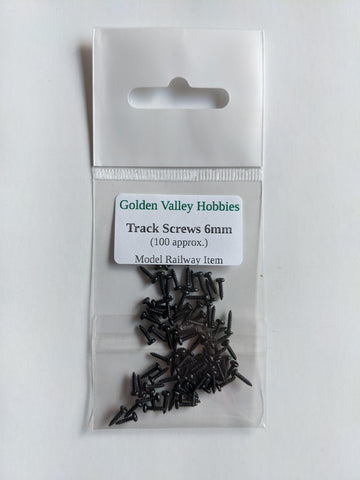 Golden Valley Hobbies
Track Screws 6mm
(100 approx.)
Model Railway Item